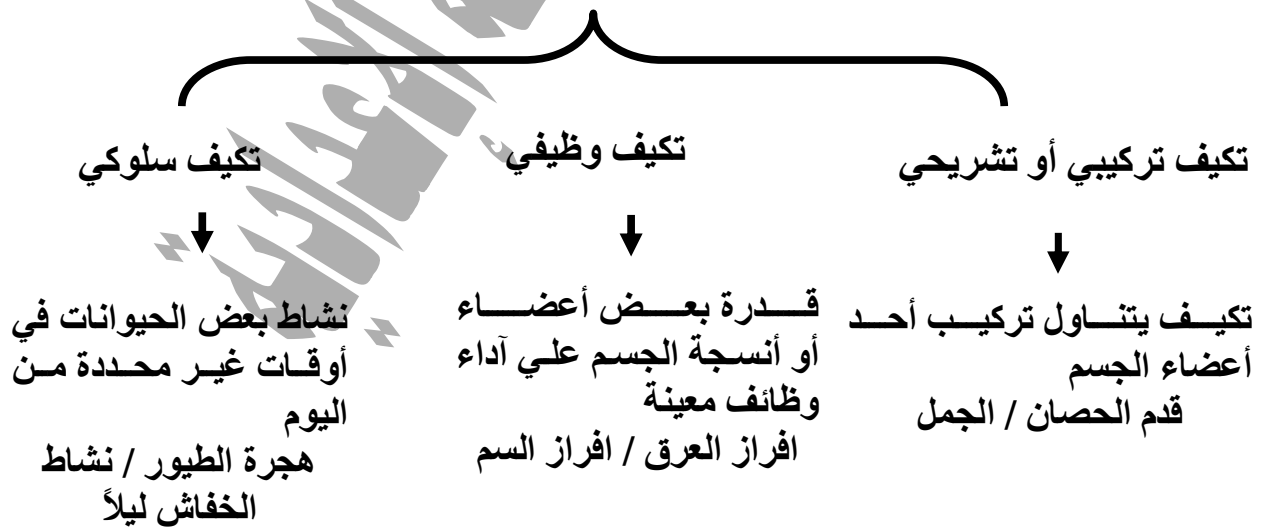 تكيف تركيبي أو تشريحي
تكيف يتناول تركيب أحد
أعضاء الجسم
قدم الحصان / الجمل
تكيف وظيفي
قدرة بعض أعضاء
أو أنسجة الجسم علي آداء
وظائف معينة
افراز العرق / افراز السم
تكيف سلوكي
نشاط بعض الحيوانات في
أوقات غير محددة من
اليوم
هجرة الطيور / نشاط
الخفاش ليلاً